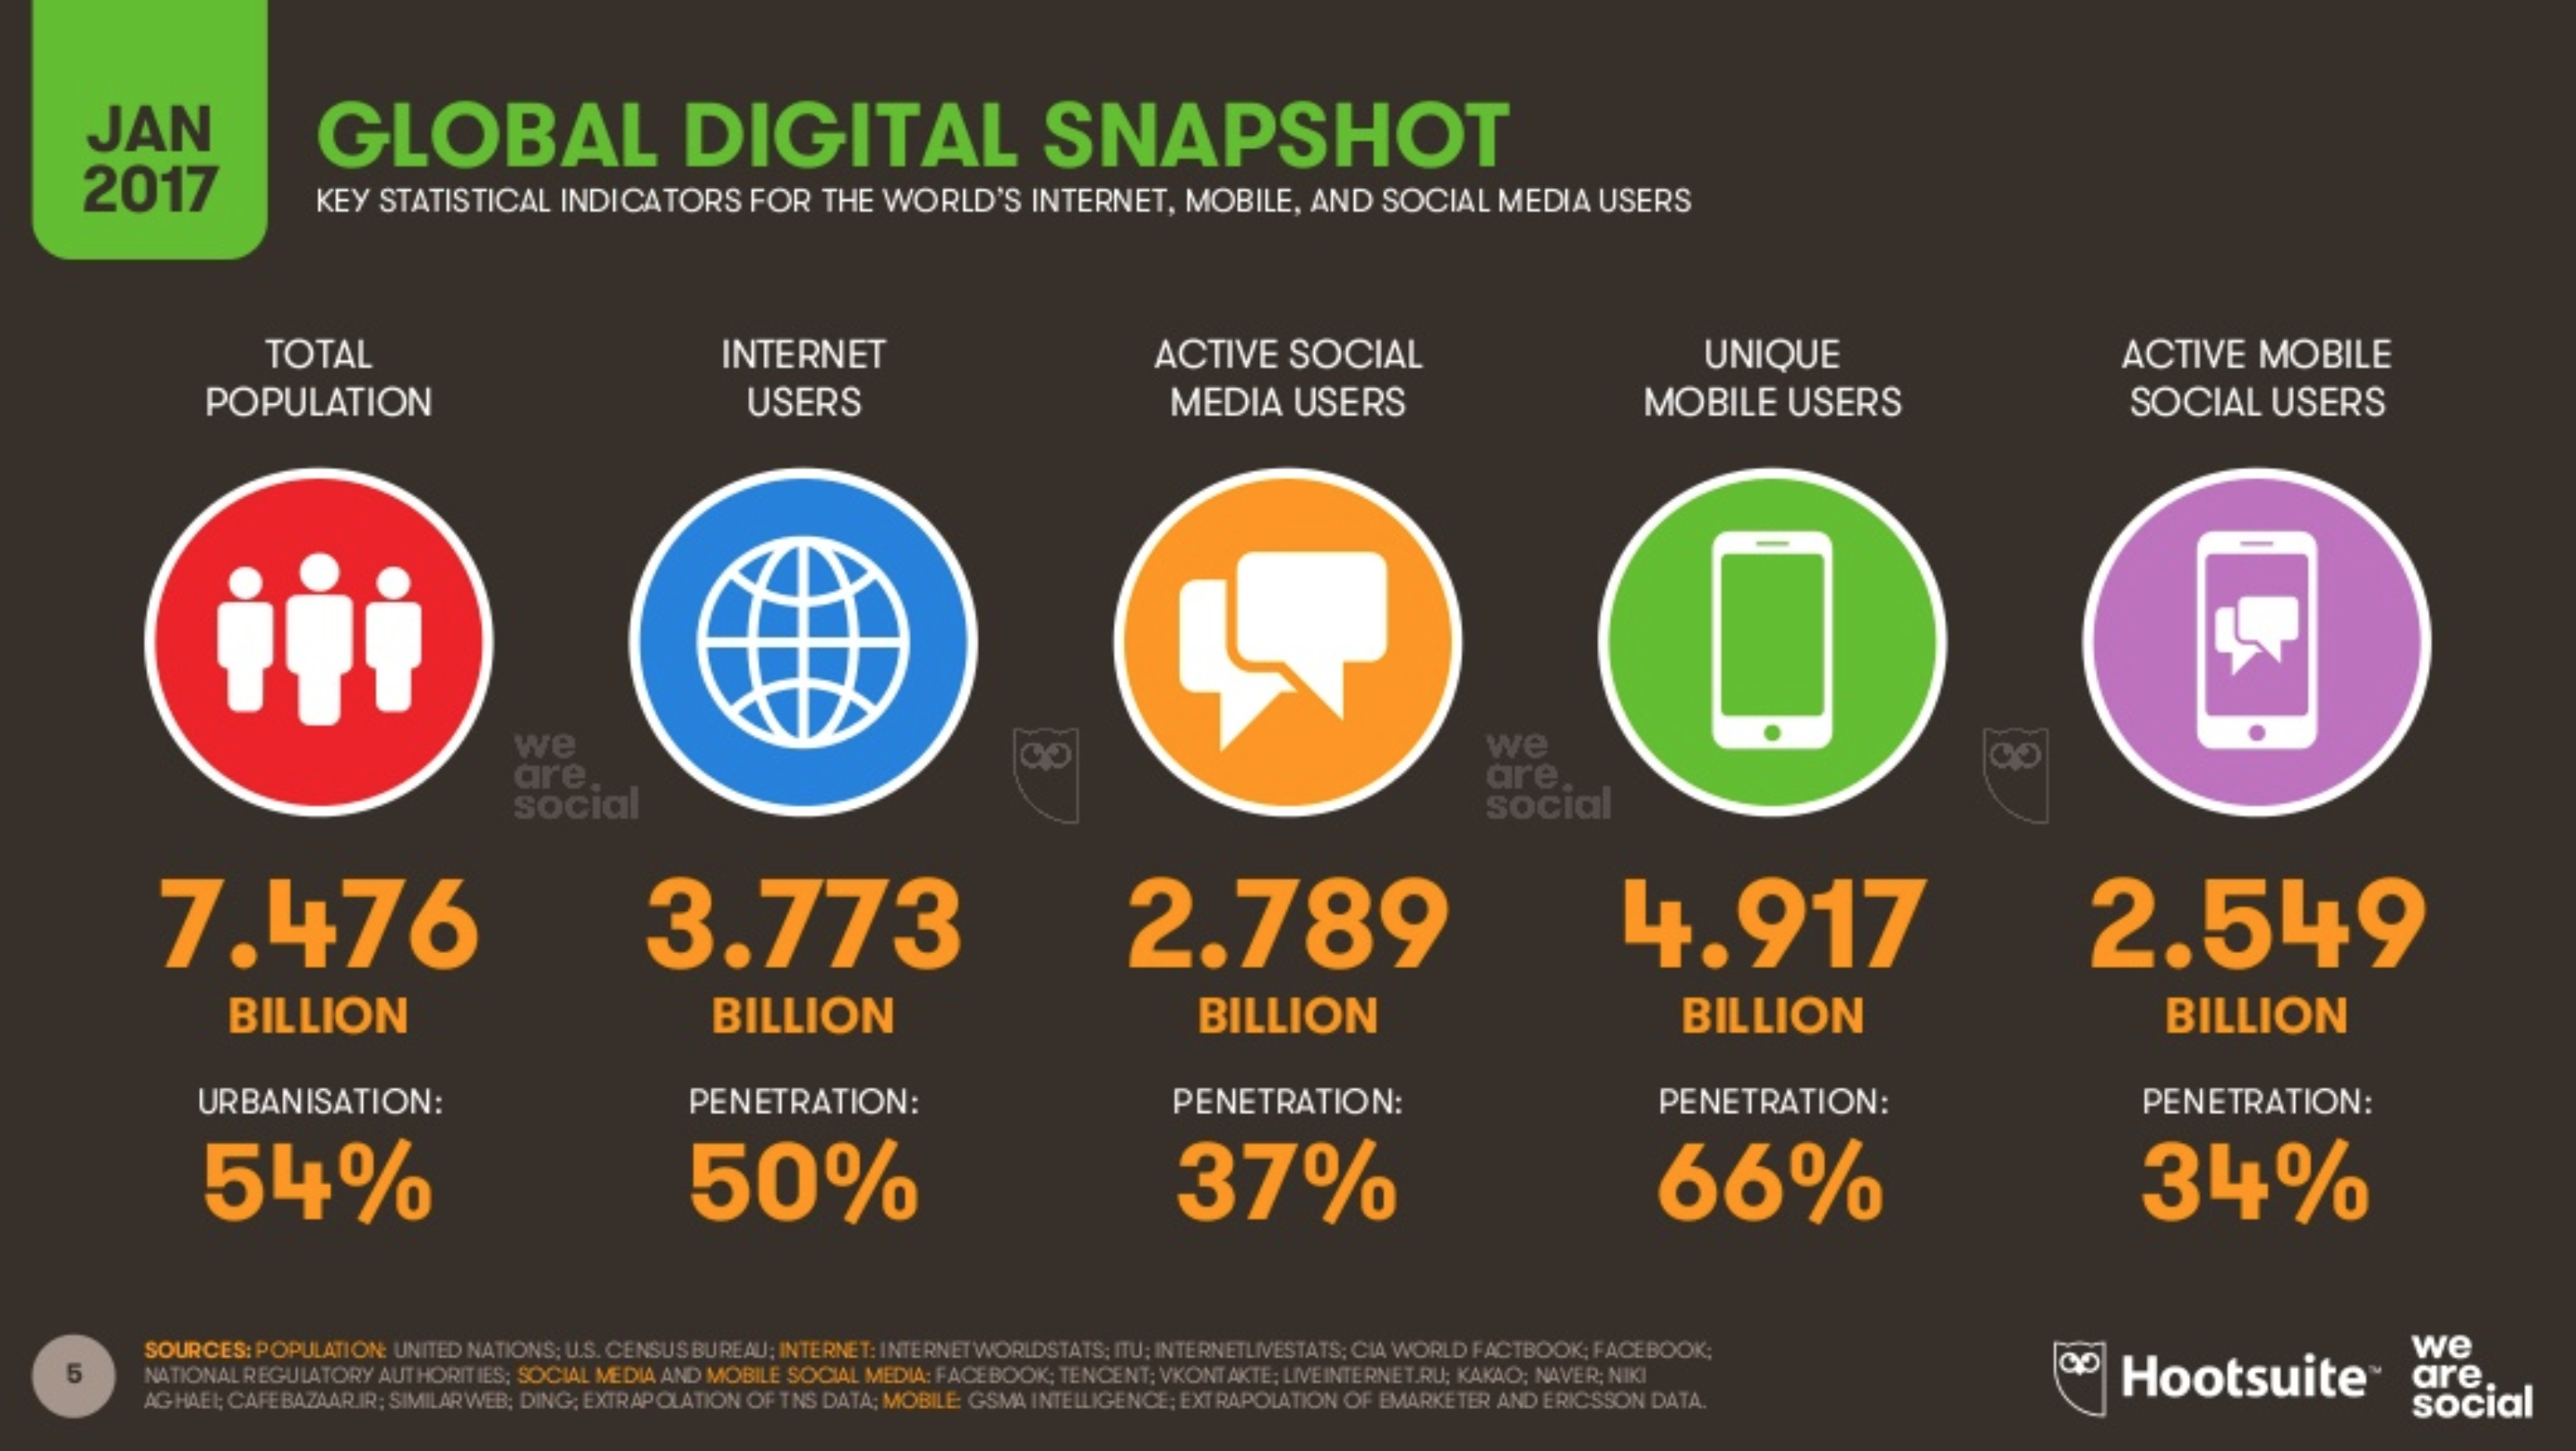 JAN
2017
GLOBAL DIGITAL SNAPSHOT
KEY STATISTICAL INDICATORS FOR THE WORLD'S INTERNET, MOBILE, AND SOCIAL MEDIA USERS
TOTAL
POPULATION
INTERNET
USERS
ACTIVE SOCIAL
MEDIA USERS
UNIQUE
MOBILE USERS
ACTIVE MOBILE
SOCIAL USERS
we
are
social
we
are
social
7.476
BILLION
3.773
BILLION
2.789
BILLION
4.917
BILLION
2.549
BILLION
URBANISATION:
54%
PENETRATION:
50%
PENETRATION:
37%
PENETRATION:
66%
PENETRATION:
34%
5
SOURCES: POPULATION: UNITED NATIONS; U.S. CENSUS BUREAU; INTERNET: INTERNETWORLDSTATS; ITU; INTERNETLIVESTATS; CIA WORLD FACTBOOK; FACEBOOK;
NATIONAL REGULATORY AUTHORITIES; SOCIAL MEDIA AND MOBILE SOCIAL MEDIA: FACEBOOK; TENCENT; VKONTAKTE; LIVEINTERNET.RU; KAKAO; NAVER; NIKI
AGHAEI; CAFEBAZAAR.IR; SIMILARWEB; DING; EXTRAPOLATION OF TNS DATA; MOBILE: GSMA INTELLIGENCE; EXTRAPOLATION OF EMARKETER AND ERICSSON DATA.
Hootsuite™
we
are
social